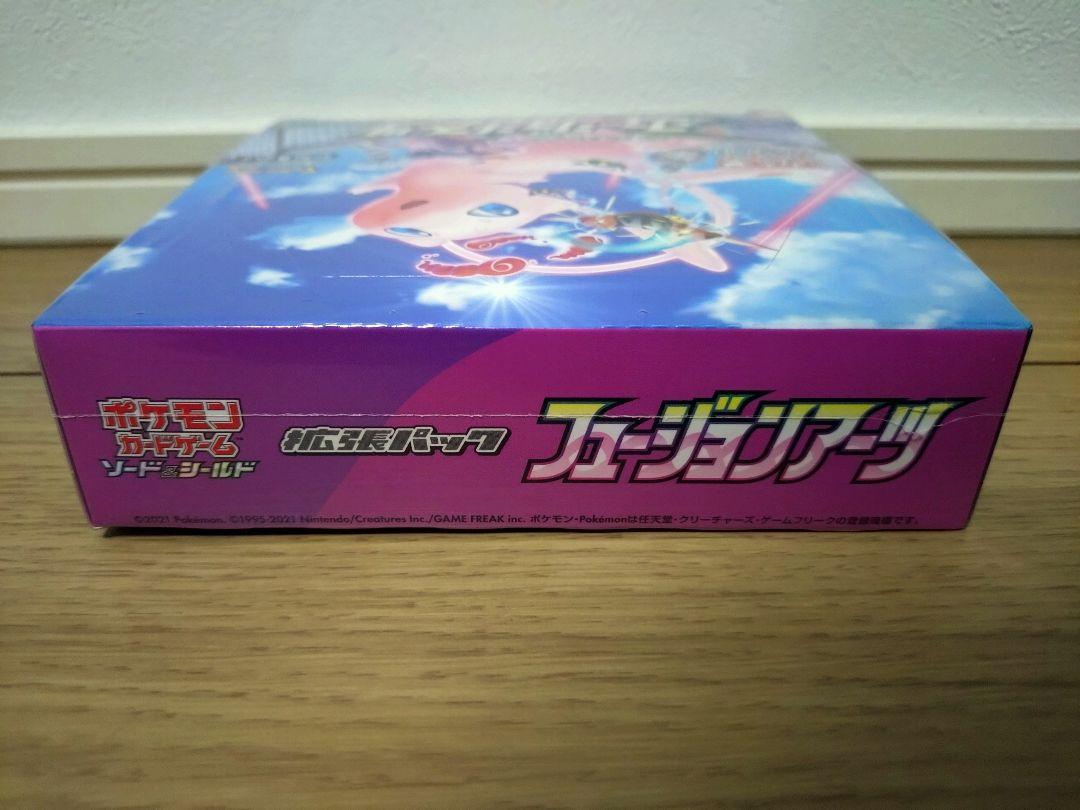 ポケモン
カードゲーム™
ソード&シールド
拡張パック
フュージョンアーツ
©2021 Pokémon. ©1995-2021 Nintendo/Creatures Inc./GAME FREAK inc. ポケモン・Pokémonは任天堂・クリーチャーズ・ゲームフリークの登録商標です。